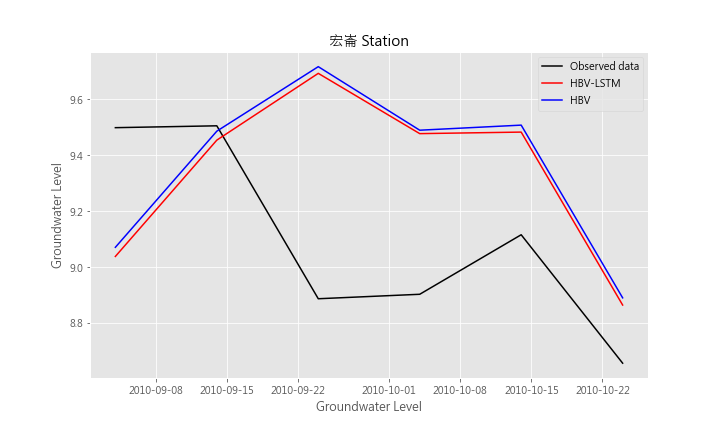 宏崙 Station
Observed data
HBV-LSTM
HBV
Groundwater Level
9.6
9.4
9.2
9.0
8.8
2010-09-08 2010-09-15 2010-09-22 2010-10-01 2010-10-08 2010-10-15 2010-10-22
Groundwater Level